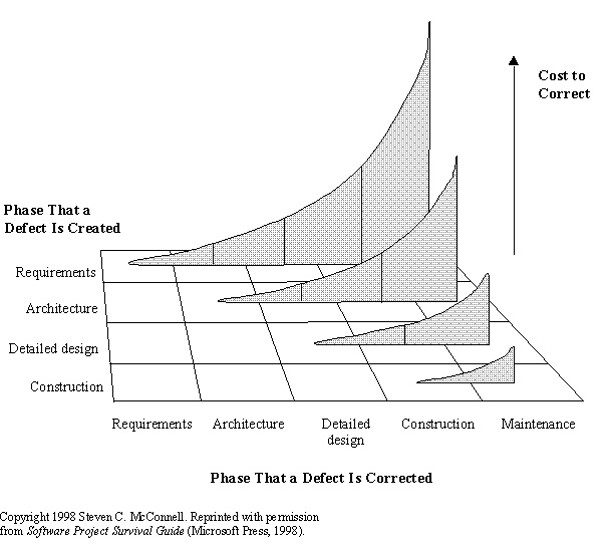 Cost to
Correct
Phase That a
Defect Is Created
Requirements
Architecture
Detailed design
Construction
Requirements
Architecture
Detailed
design
Construction
Maintenance
Phase That a Defect Is Corrected
Copyright 1998 Steven C. McConnell. Reprinted with permission
from Software Project Survival Guide (Microsoft Press, 1998).